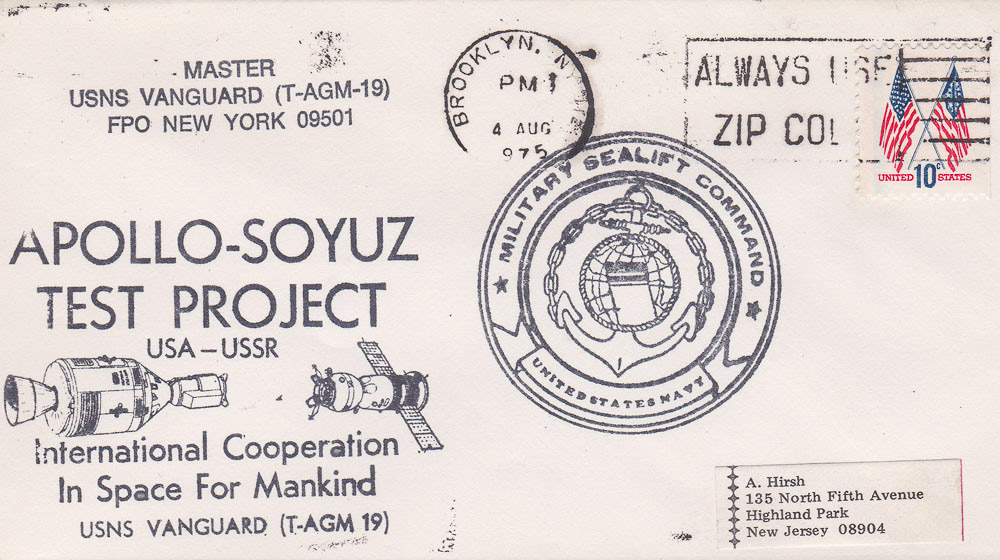 MASTER
USNS VANGUARD (T-AGM-19)
FPO NEW YORK 09501
BROOKLYN, N
PM
4 AUG
975
ALWAYS USE
ZIP
UNITED 10c STATES
MILITARY SEALIFT COMMAND
UNITED STATES NAVY
APOLLO-SOYUZ
TEST PROJECT
USA-USSR
International Cooperation
In Space For Mankind
USNS VANGUARD (T-AGM 19)
A. Hirsh
135 North Fifth Avenue
Highland Park
New Jersey 08904